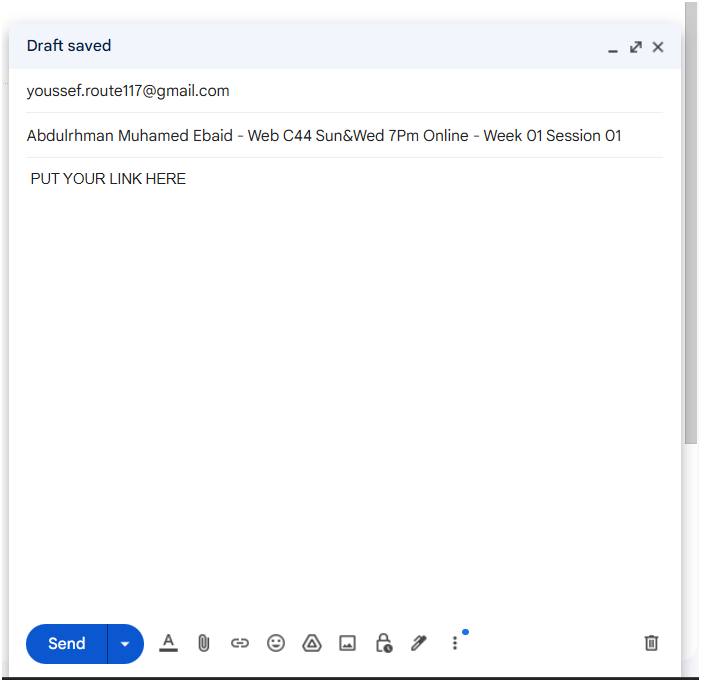 Draft saved
youssef.route117@gmail.com
Abdulrhman Muhamed Ebaid - Web C44 Sun&Wed 7Pm Online - Week 01 Session 01
PUT YOUR LINK HERE
Send